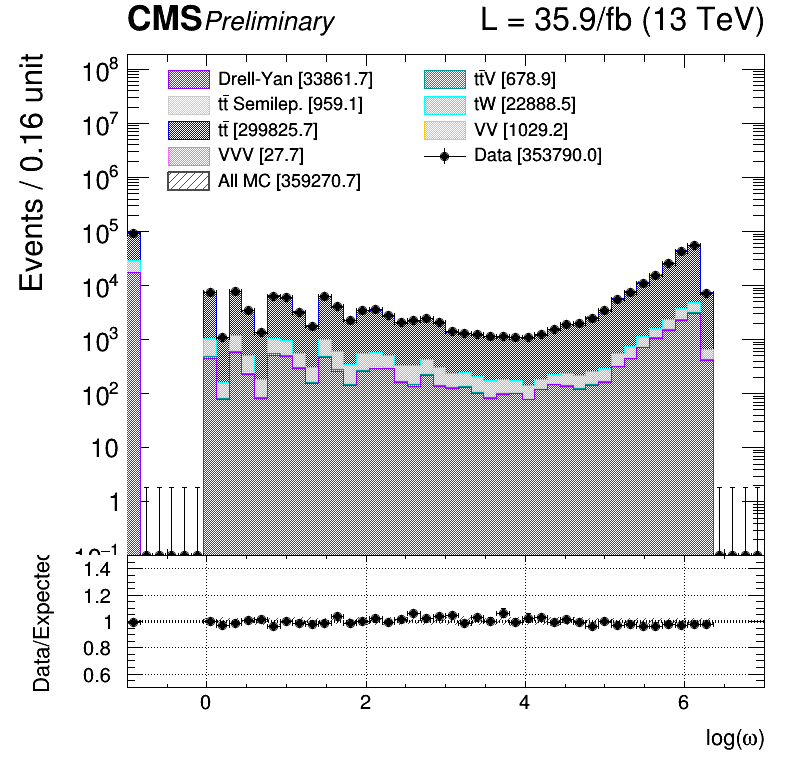 CMS Preliminary L = 35.9/fb (13 TeV)
Events / 0.16 unit
10⁸
10⁷
10⁶
10⁵
10⁴
10³
10²
10
1
10⁻¹
Drell-Yan [33861.7]
tt̄ Semilep. [959.1]
tt̄ [299825.7]
VVV [27.7]
All MC [359270.7]
tt̄V [678.9]
tW [22888.5]
VV [1029.2]
Data [353790.0]
Data/Expected
1.4
1.2
1
0.8
0.6
0 2 4 6
log(ω)